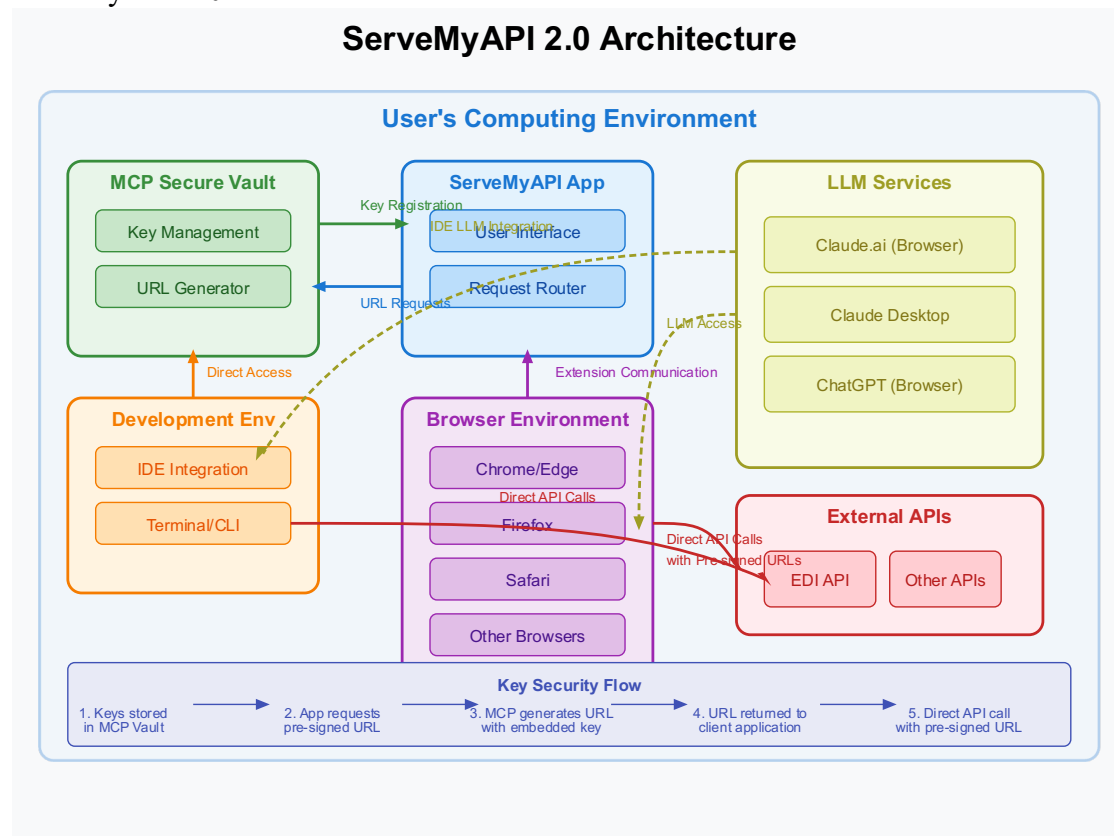 ServeMyAPI 2.0 Architecture
User's Computing Environment
MCP Secure Vault
Key Management
URL Generator
Key Registration
URL Requests
ServeMyAPI App
IDE LLM Integration
User Interface
Request Router
LLM Services
Claude.ai (Browser)
Claude Desktop
ChatGPT (Browser)
LLM Access
Direct Access
Extension Communication
Development Env
IDE Integration
Terminal/CLI
Browser Environment
Chrome/Edge
Direct API Calls
Firefox
Safari
Other Browsers
Direct API Calls
with Pre-signed URLs
External APIs
EDI API
Other APIs
Key Security Flow
1. Keys stored
in MCP Vault
2. App requests
pre-signed URL
3. MCP generates URL
with embedded key
4. URL returned to
client application
5. Direct API call
with pre-signed URL